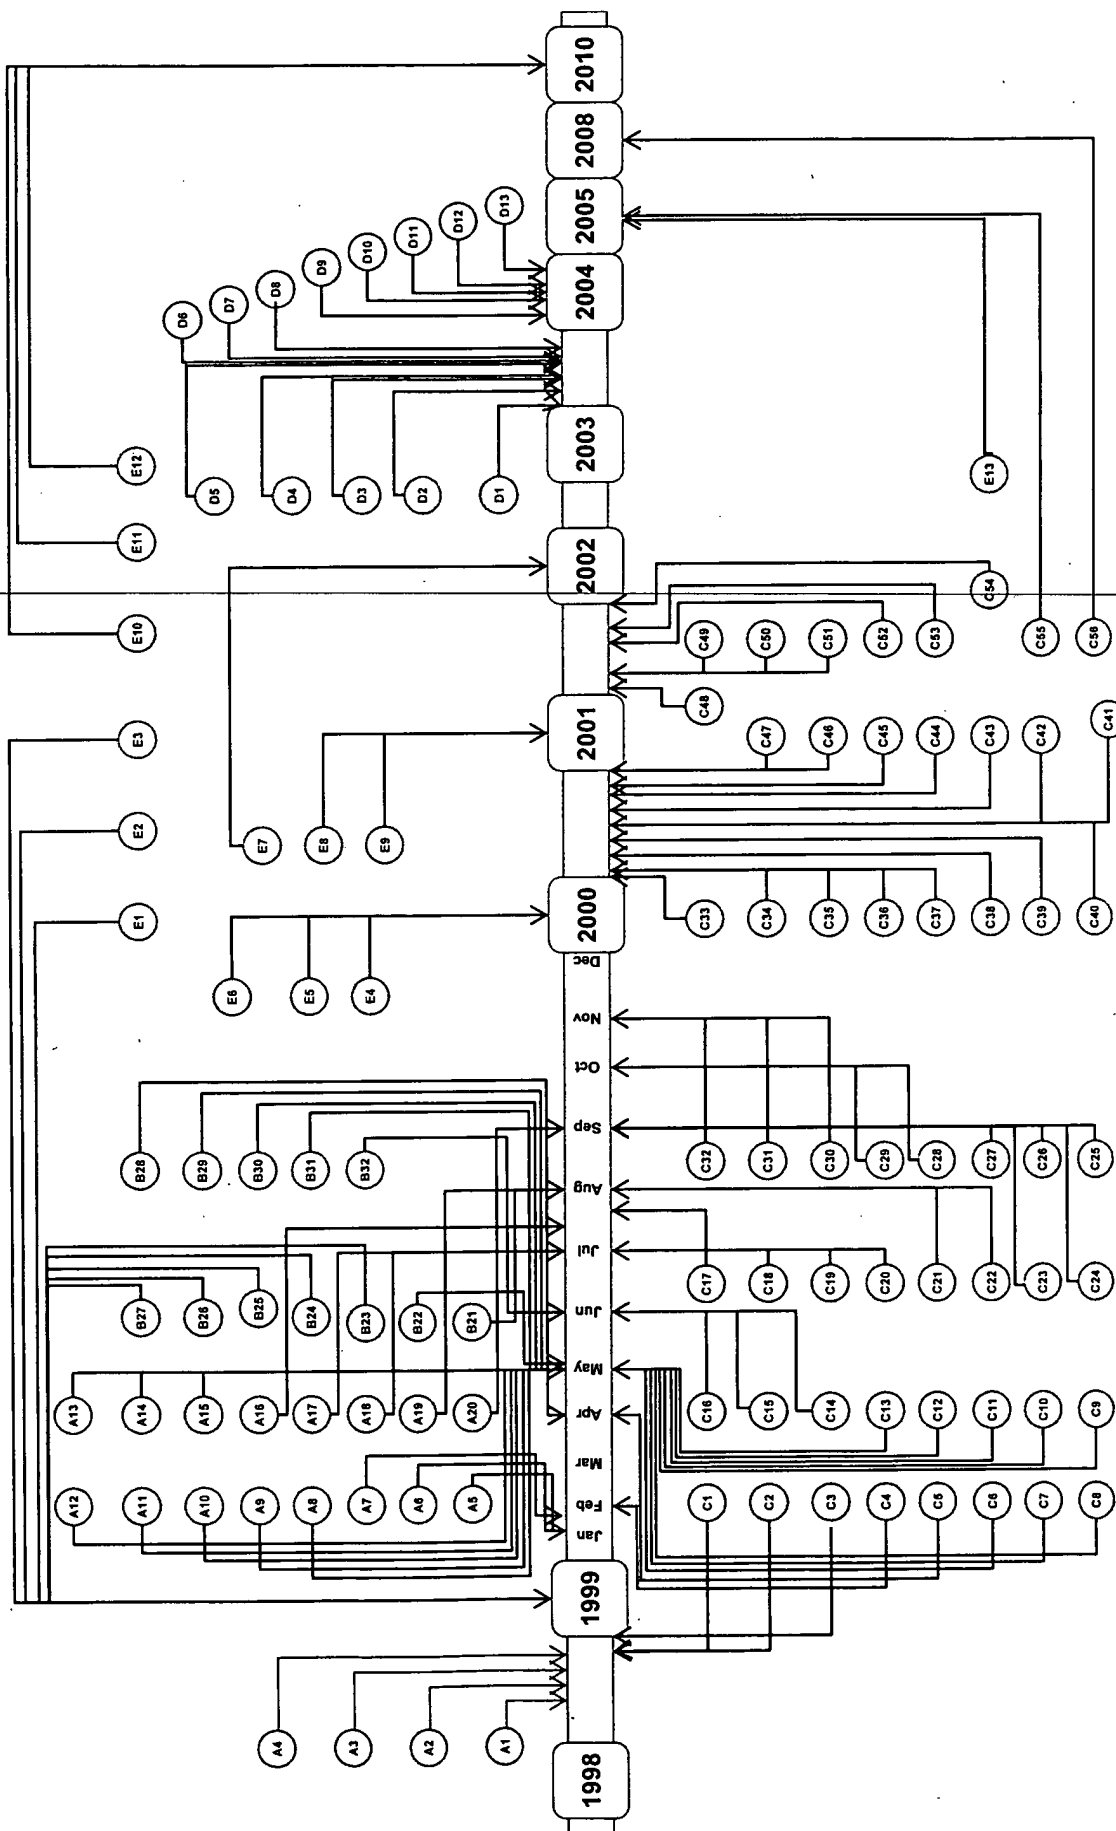 A12 A13
A11 A14 B27 B28 E1 E2 E3 E10 E11 E12
D6
A10 A15 B26 B29 D5
E6 D7
A9 A16 B25 B30 E7
A4 D4 D8
A8 A17 B24 B31 E5 E8 D9
A3 A7 A18 B23 B32 E4 E9 D3 D10
A2 A6 A19 B22 D2 D11
A5 A20 B21 D12
A1 D1 D13
1998 1999 Jan Feb Mar Apr May Jun Jul Aug Sep Oct Nov Dec 2000 2001 2002 2003 2004 2005 2008 2010
C1 C16 C17 C32 C33 C48 C49
C2 C15 C18 C31 C34 C47 C50
C3 C14 C19 C30 C35 C46 C51
C4 C13 C20 C29 C36 C45 C52
C5 C12 C21 C28 C37 C44 C53
C6 C11 C22 C27 C38 C43 C54 E13
C7 C10 C23 C26 C39 C42 C55
C8 C9 C24 C25 C40 C41 C56